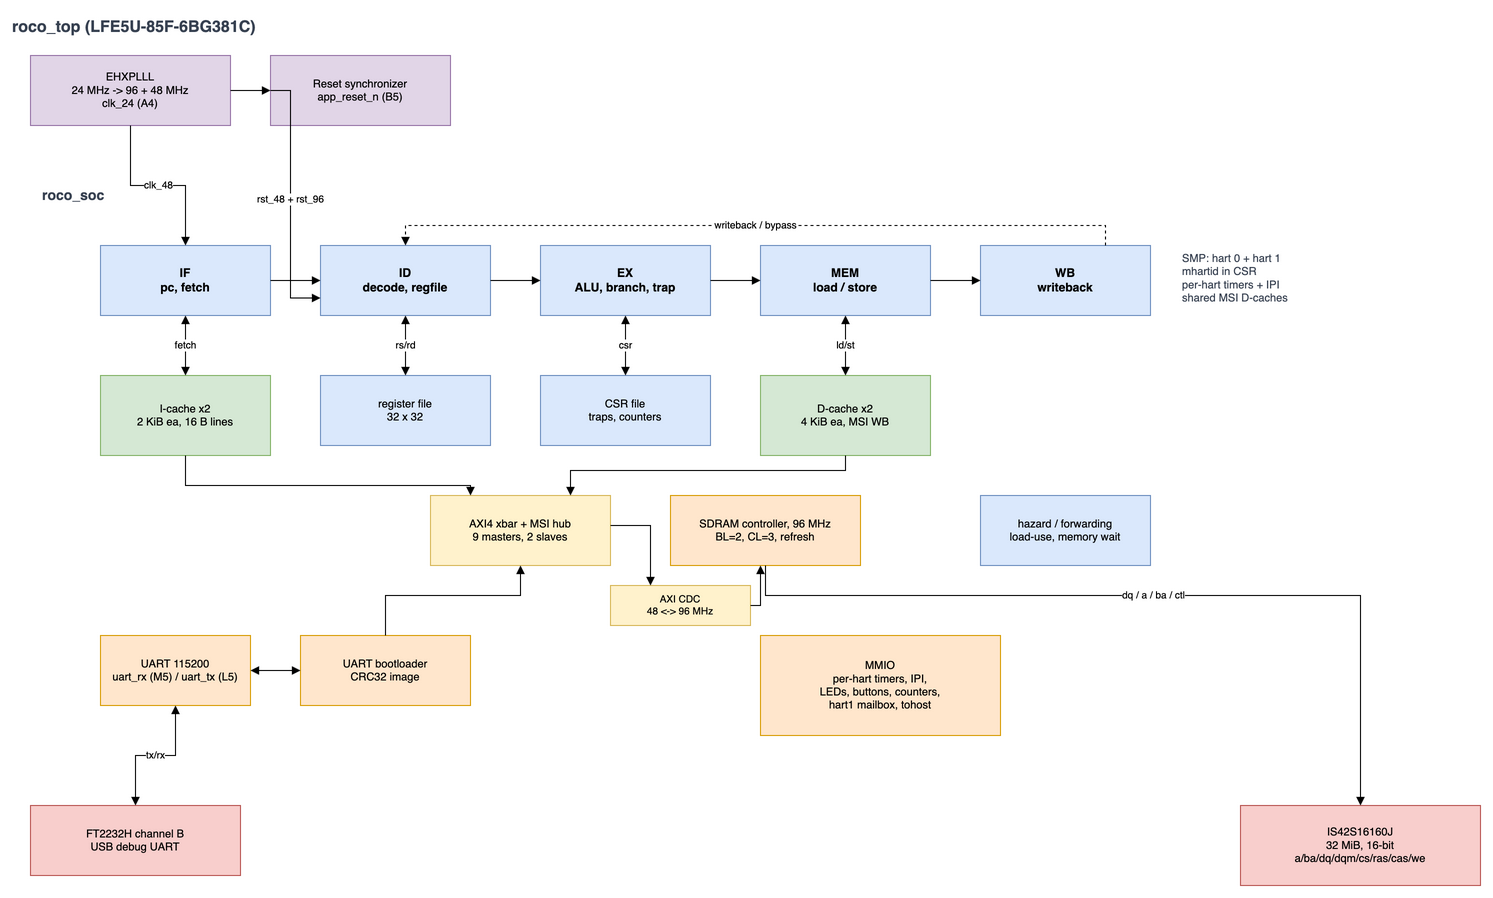 roco_top (LFE5U-85F-6BG381C)
EHXPLLL
24 MHz -> 96 + 48 MHz
clk_24 (A4)
Reset synchronizer
app_reset_n (B5)
clk_48
roco_soc
rst_48 + rst_96
writeback / bypass
IF
pc, fetch
ID
decode, regfile
EX
ALU, branch, trap
MEM
load / store
WB
writeback
SMP: hart 0 + hart 1
mhartid in CSR
per-hart timers + IPI
shared MSI D-caches
fetch
rs/rd
csr
ld/st
I-cache x2
2 KiB ea, 16 B lines
register file
32 x 32
CSR file
traps, counters
D-cache x2
4 KiB ea, MSI WB
AXI4 xbar + MSI hub
9 masters, 2 slaves
SDRAM controller, 96 MHz
BL=2, CL=3, refresh
hazard / forwarding
load-use, memory wait
AXI CDC
48 <-> 96 MHz
dq / a / ba / ctl
UART 115200
uart_rx (M5) / uart_tx (L5)
UART bootloader
CRC32 image
MMIO
per-hart timers, IPI,
LEDs, buttons, counters,
hart1 mailbox, tohost
tx/rx
FT2232H channel B
USB debug UART
IS42S16160J
32 MiB, 16-bit
a/ba/dq/dqm/cs/ras/cas/we